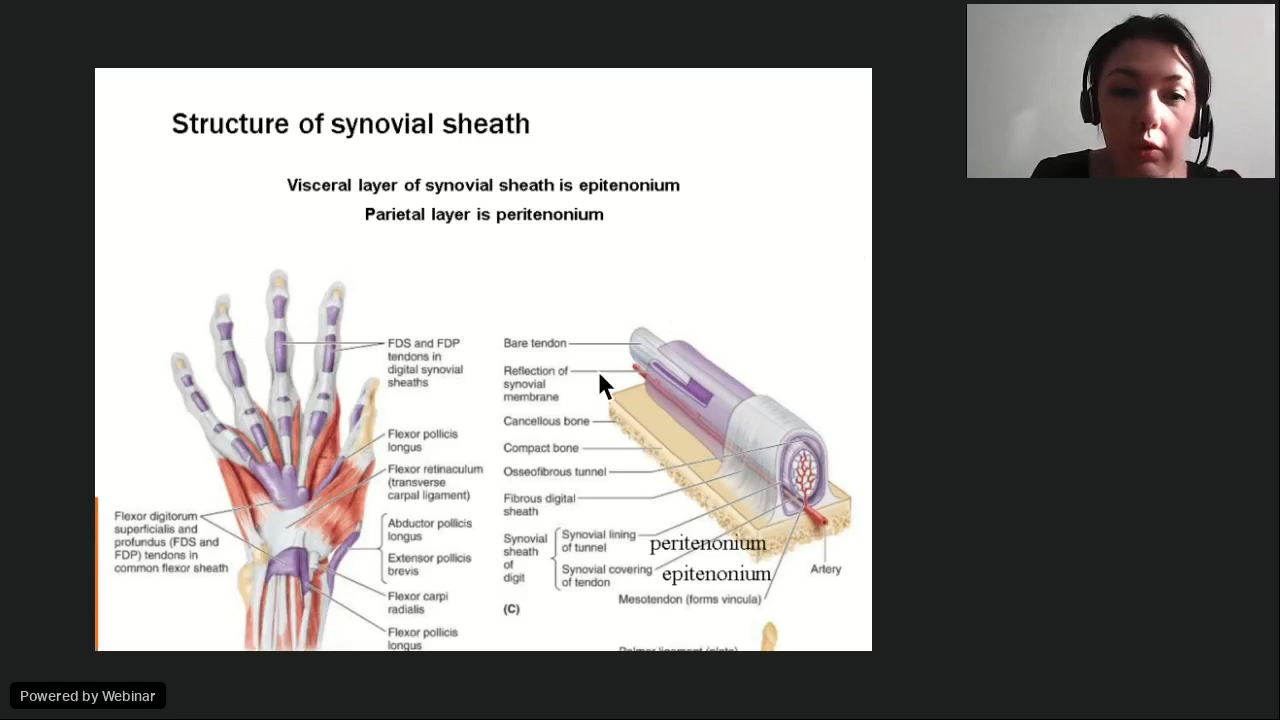 Structure of synovial sheath
Visceral layer of synovial sheath is epitenonium
Parietal layer is peritenonium
FDS and FDP
tendons in
digital synovial
sheaths
Flexor pollicis
longus
Flexor retinaculum
(transverse
carpal ligament)
Abductor pollicis
longus
Extensor pollicis
brevis
Flexor carpi
radialis
Flexor pollicis
longus
Flexor digitorum
superficialis and
profundus (FDS and
FDP) tendons in
common flexor sheath
Bare tendon
Reflection of
synovial
membrane
Cancellous bone
Compact bone
Osseofibrous tunnel
Fibrous digital
sheath
Synovial
sheath
of
digit
Synovial lining
of tunnel
peritenonium
Synovial covering
of tendon
epitenonium
Mesotendon (forms vincula)
Artery
(C)
Palmar ligament (plate)
Powered by Webinar